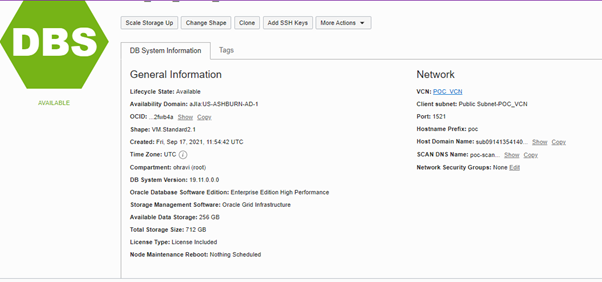 Scale Storage Up Change Shape Clone Add SSH Keys More Actions
DBS
AVAILABLE
DB System Information Tags
General Information
Lifecycle State: Available
Availability Domain: aJIa:US-ASHBURN-AD-1
OCID: ...2fwb4a Show Copy
Shape: VM.Standard2.1
Created: Fri, Sep 17, 2021, 11:54:42 UTC
Time Zone: UTC
Compartment: ohravi (root)
DB System Version: 19.11.0.0.0
Oracle Database Software Edition: Enterprise Edition High Performance
Storage Management Software: Oracle Grid Infrastructure
Available Data Storage: 256 GB
Total Storage Size: 712 GB
License Type: License Included
Node Maintenance Reboot: Nothing Scheduled
Network
VCN: POC_VCN
Client subnet: Public Subnet-POC_VCN
Port: 1521
Hostname Prefix: poc
Host Domain Name: sub09141354140... Show Copy
SCAN DNS Name: poc-scan... Show Copy
Network Security Groups: None Edit